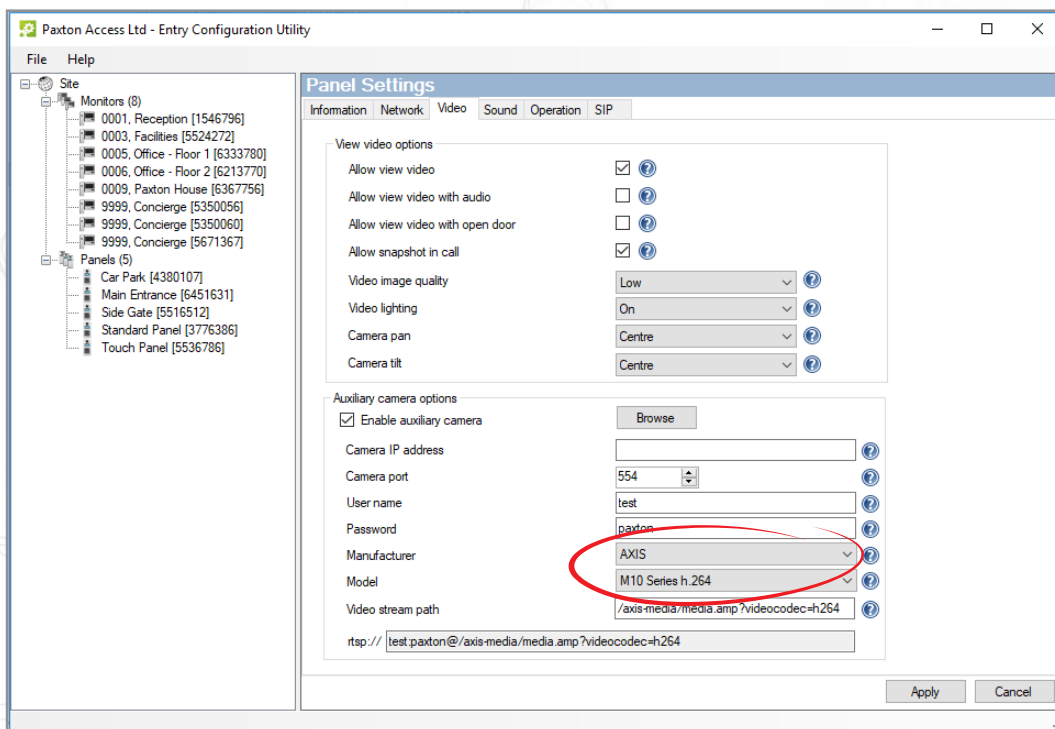 Paxton Access Ltd - Entry Configuration Utility
File Help
Site
Monitors (8)
0001, Reception [1546796]
0003, Facilities [5524272]
0005, Office - Floor 1 [6333780]
0006, Office - Floor 2 [6213770]
0009, Paxton House [6367756]
9999, Concierge [5350056]
9999, Concierge [5350060]
9999, Concierge [5671367]
Panels (5)
Car Park [4380107]
Main Entrance [6451631]
Side Gate [5516512]
Standard Panel [3776386]
Touch Panel [5536786]
Panel Settings
Information Network Video Sound Operation SIP
View video options
Allow view video
Allow view video with audio
Allow view video with open door
Allow snapshot in call
Video image quality Low
Video lighting On
Camera pan Centre
Camera tilt Centre
Auxiliary camera options
Enable auxiliary camera Browse
Camera IP address
Camera port 554
User name test
Password paxton
Manufacturer AXIS
Model M10 Series h.264
Video stream path /axis-media/media.amp?videocodec=h264
rtsp:// test:paxton@/axis-media/media.amp?videocodec=h264
Apply Cancel